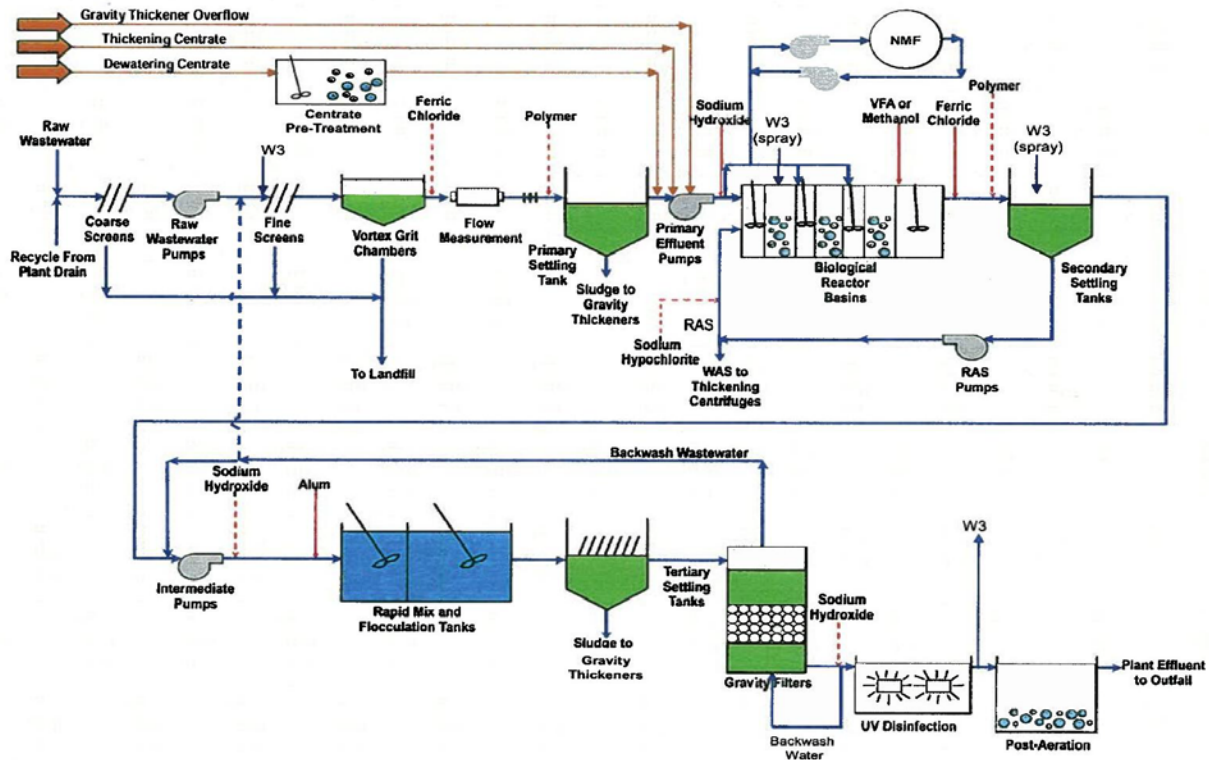 Gravity Thickener Overflow
Thickening Centrate
Dewatering Centrate
Centrate
Pre-Treatment
NMF
Raw
Wastewater
W3
Ferric
Chloride
Polymer
Sodium
Hydroxide
W3
(spray)
VFA or
Methanol
Ferric
Chloride
Polymer
W3
(spray)
Coarse
Screens
Raw
Wastewater
Pumps
Fine
Screens
Vortex Grit
Chambers
Flow
Measurement
Primary
Settling
Tank
Primary
Effluent
Pumps
Biological
Reactor
Basins
Secondary
Settling
Tanks
Recycle From
Plant Drain
Sludge to
Gravity
Thickeners
RAS
Sodium
Hypochlorite
To Landfill
WAS to
Thickening
Centrifuges
RAS
Pumps
Backwash Wastewater
Sodium
Hydroxide
Alum
W3
Intermediate
Pumps
Rapid Mix and
Flocculation Tanks
Tertiary
Settling
Tanks
Sludge to
Gravity
Thickeners
Sodium
Hydroxide
Gravity Filters
UV Disinfection
Plant Effluent
to Outfall
Backwash
Water
Post-Aeration